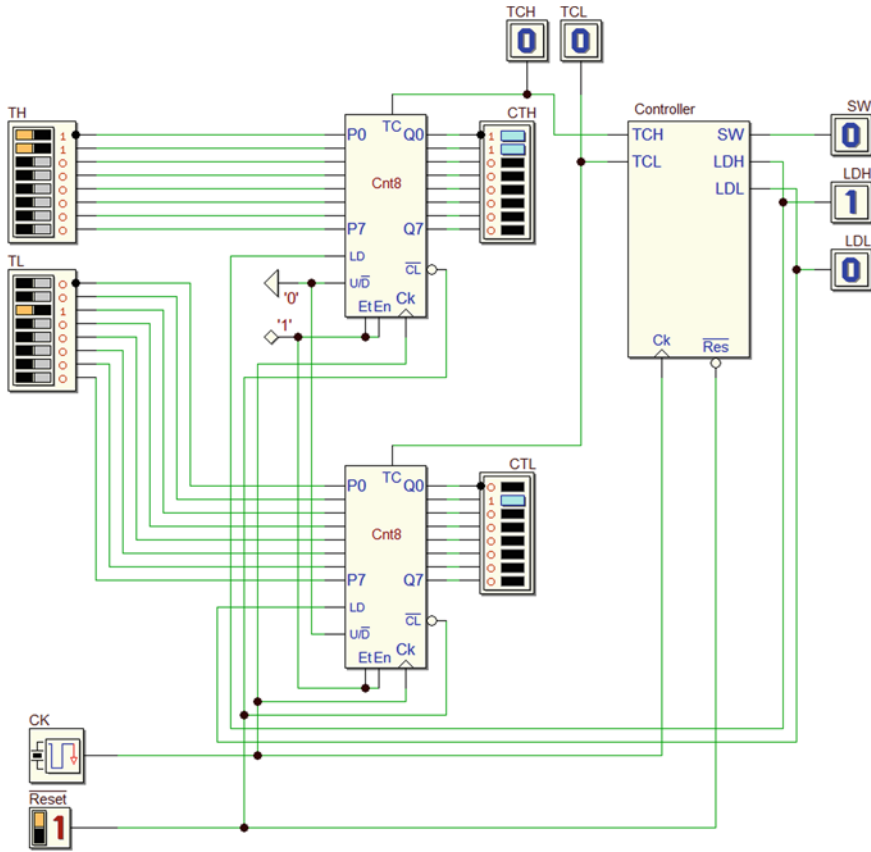 TCH TCL
0 0
TH
1
1
0
0
0
0
0
0
TC
P0 Q0
Cnt8
P7 Q7
LD
U/D̅ C̅L̅
Et En Ck
CTH
1
1
0
0
0
0
0
0
Controller
TCH SW
TCL LDH
LDL
Ck R̅e̅s̅
SW
0
LDH
1
LDL
0
TL
0
0
1
0
0
0
0
0
'0'
'1'
TC
P0 Q0
Cnt8
P7 Q7
LD
U/D̅ C̅L̅
Et En Ck
CTL
0
1
0
0
0
0
0
0
CK
R̅e̅s̅e̅t̅
1